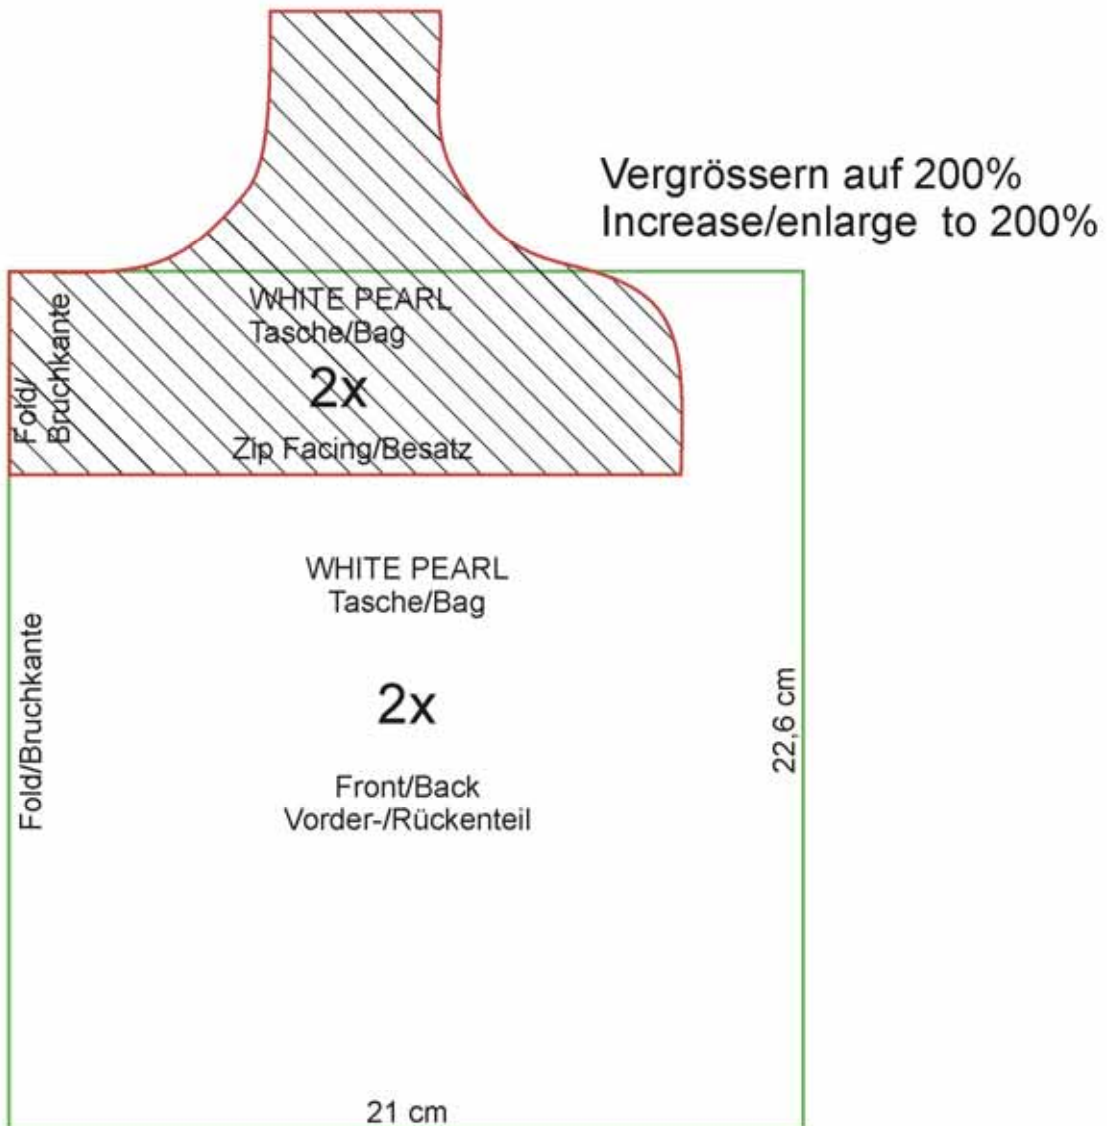 Vergrössern auf 200%
Increase/enlarge to 200%
WHITE PEARL
Tasche/Bag
2x
Zip Facing/Besatz
Fold/
Bruchkante
WHITE PEARL
Tasche/Bag
2x
Front/Back
Vorder-/Rückenteil
Fold/Bruchkante
22,6 cm
21 cm